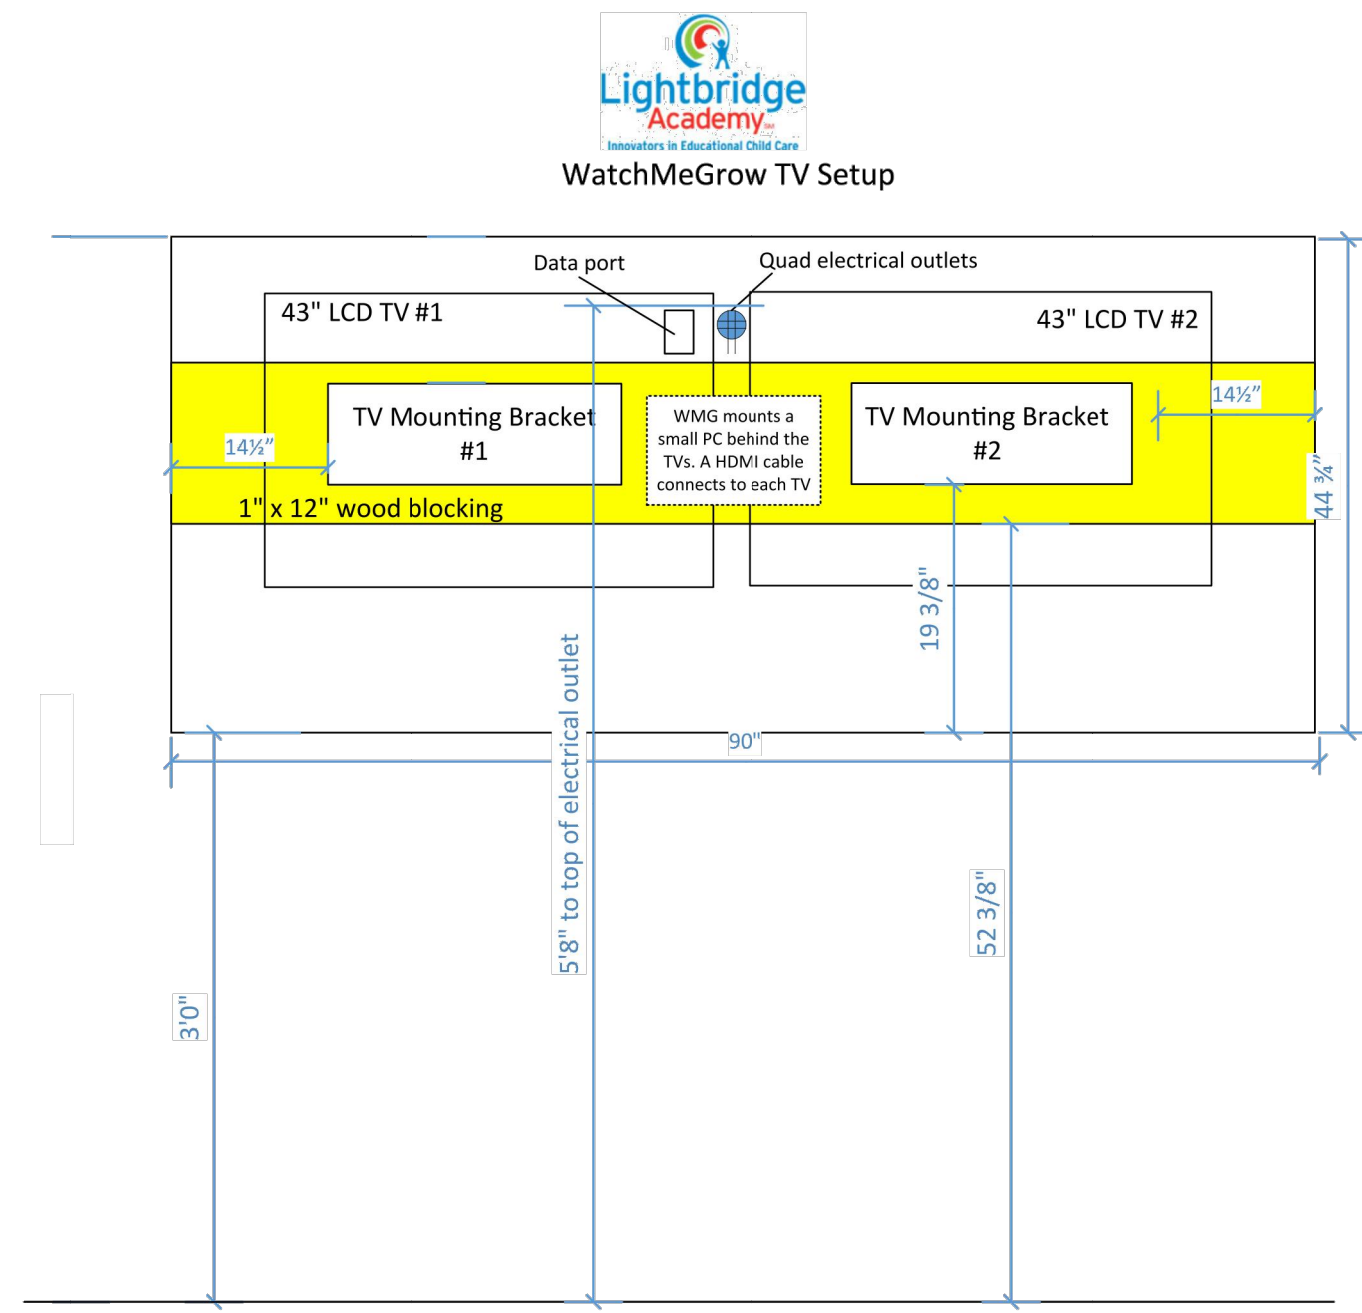 Lightbridge
Academy SM
Innovators in Educational Child Care
WatchMeGrow TV Setup
Data port
Quad electrical outlets
43" LCD TV #1
43" LCD TV #2
14½”
TV Mounting Bracket
#1
WMG mounts a
small PC behind the
TVs. A HDMI cable
connects to each TV
TV Mounting Bracket
#2
14½”
44 ¾”
1" x 12" wood blocking
19 3/8"
90"
5'8" to top of electrical outlet
52 3/8"
3'0"